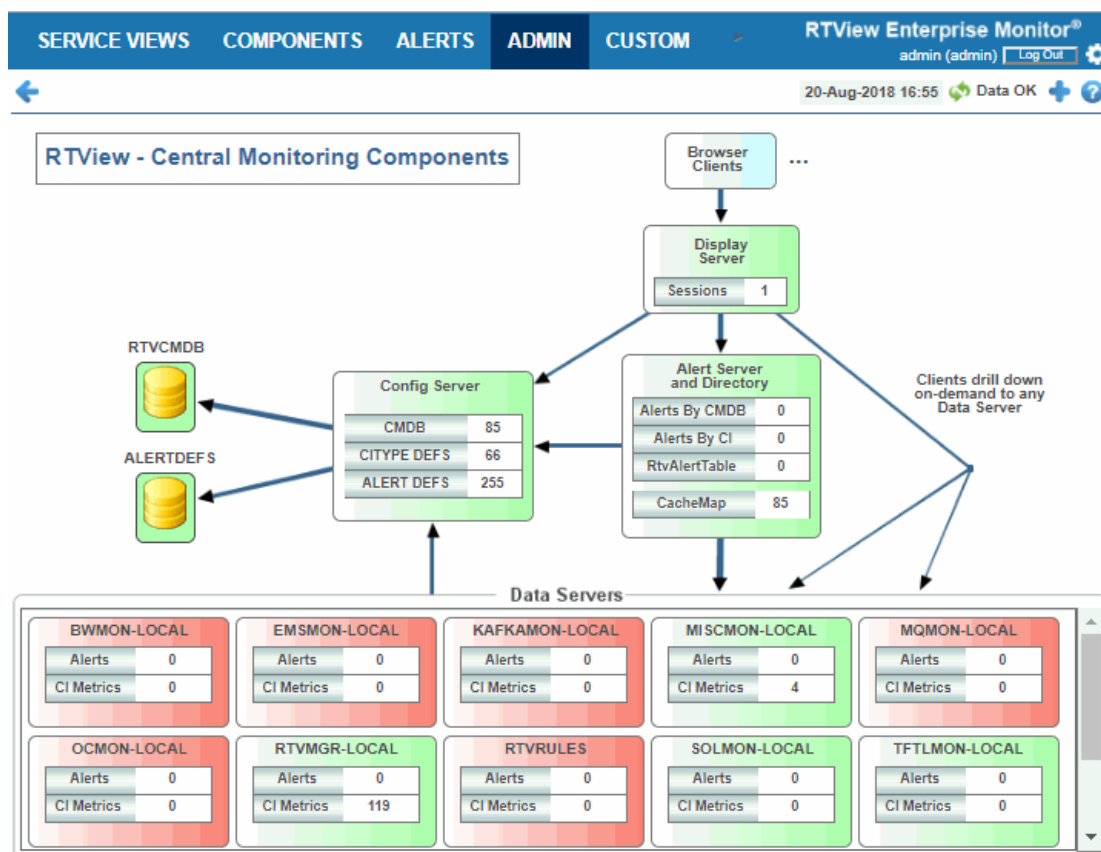 SERVICE VIEWS COMPONENTS ALERTS ADMIN CUSTOM
RTView Enterprise Monitor®
admin (admin) Log Out
20-Aug-2018 16:55 Data OK
RTView - Central Monitoring Components
Browser
Clients
...
Display
Server
Sessions 1
RTVCMDB
ALERTDEFS
Config Server
CMDB 85
CITYPE DEFS 66
ALERT DEFS 255
Alert Server
and Directory
Alerts By CMDB 0
Alerts By CI 0
RtvAlertTable 0
CacheMap 85
Clients drill down
on-demand to any
Data Server
Data Servers
BWMON-LOCAL
Alerts 0
CI Metrics 0
EMSMON-LOCAL
Alerts 0
CI Metrics 0
KAFKAMON-LOCAL
Alerts 0
CI Metrics 0
MISCMON-LOCAL
Alerts 0
CI Metrics 4
MQMON-LOCAL
Alerts 0
CI Metrics 0
OCMON-LOCAL
Alerts 0
CI Metrics 0
RTVMGR-LOCAL
Alerts 0
CI Metrics 119
RTVRULES
Alerts 0
CI Metrics 0
SOLMON-LOCAL
Alerts 0
CI Metrics 0
TFTLMON-LOCAL
Alerts 0
CI Metrics 0